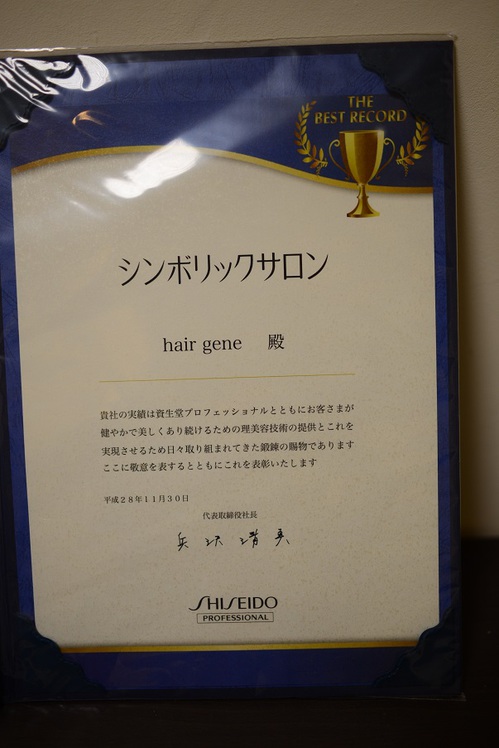 THE
BEST RECORD
シンボリックサロン
hair gene 殿
貴社の実績は資生堂プロフェッショナルとともにお客さまが
健やかで美しくあり続けるための理美容技術の提供とこれを
実現させるため日々取り組まれてきた鍛錬の賜物であります
ここに敬意を表するとともにこれを表彰いたします
平成28年11月30日
代表取締役社長
SHISEIDO
PROFESSIONAL